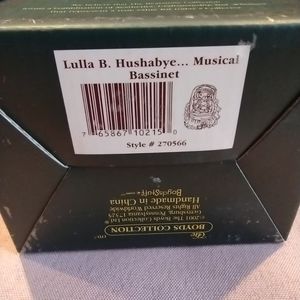 Lulla B. Hushabye... Musical
Bassinet
7 65867 10215 0
Style # 270566
The
BOYDS COLLECTION
LTD.
©2001 The Boyds Collection Ltd®
Gettysburg, Pennsylvania 17325
All Rights Reserved Worldwide
Handmade in China
BoydsStuff.com™